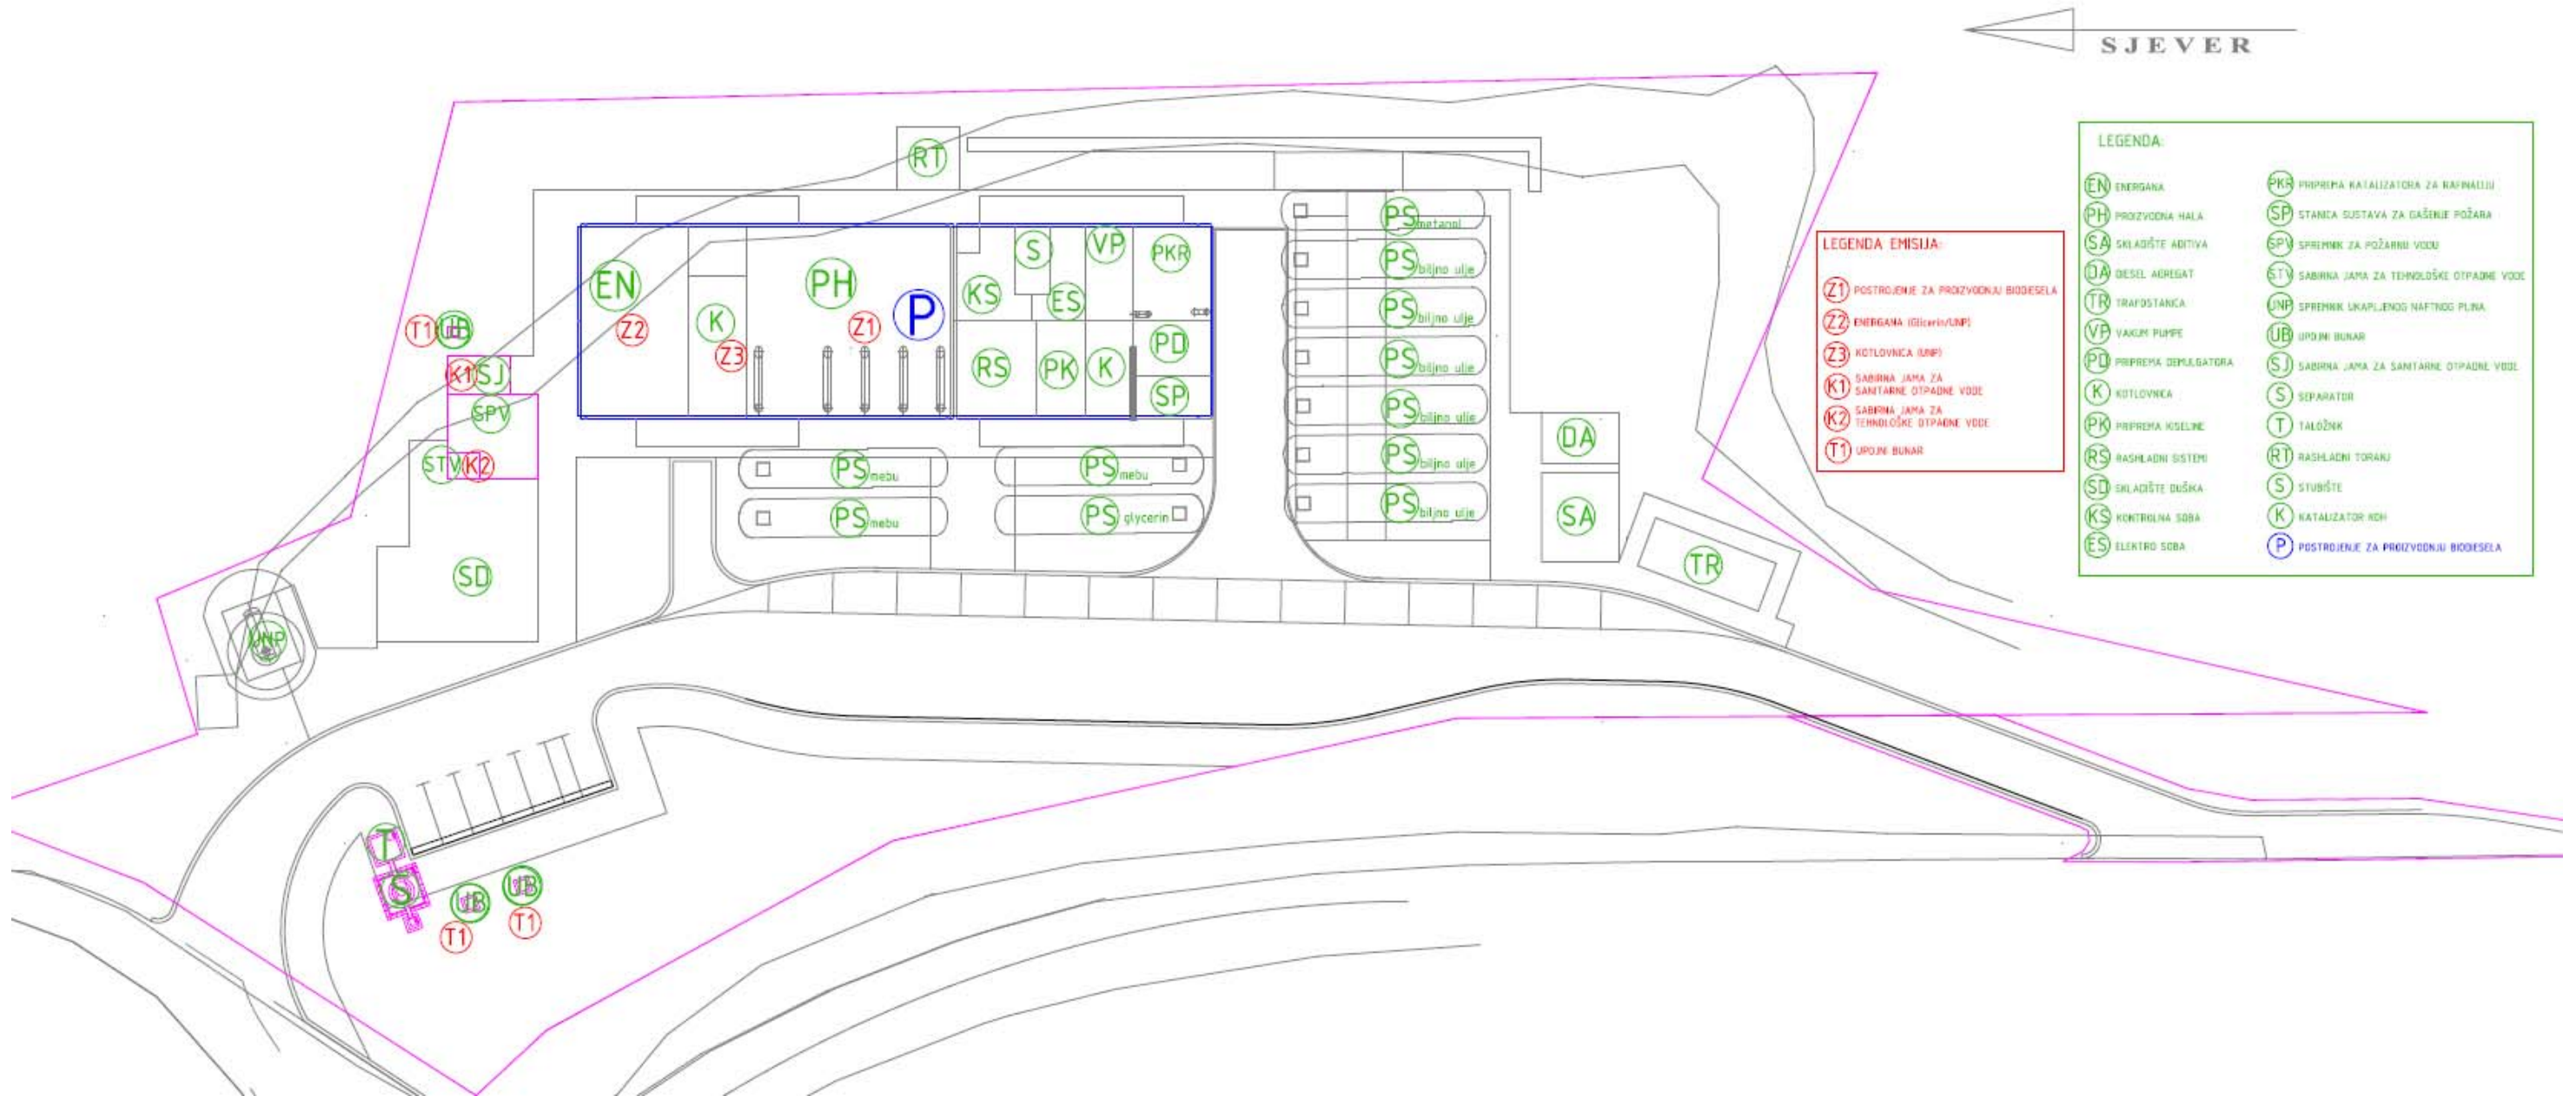 SJEVER
RT
EN
Z2
K
Z3
PH
Z1
P
KS
S
ES
VP
PKR
RS
PK
K
PD
SP
T1 UB
K1 SJ
SPV
STV K2
SD
UNP
PS metanol
PS biljno ulje
PS biljno ulje
PS biljno ulje
PS biljno ulje
PS biljno ulje
PS biljno ulje
PS mebu
PS mebu
PS mebu
PS glycerin
DA
SA
TR
T
S
UB
UB
T1
T1
LEGENDA EMISIJA:
Z1 POSTROJENJE ZA PROIZVODNJU BIODIESELA
Z2 ENERGANA (Glicerin/UNP)
Z3 KOTLOVNICA (UNP)
K1 SABIRNA JAMA ZA
SANITARNE OTPADNE VODE
K2 SABIRNA JAMA ZA
TEHNOLOŠKE OTPADNE VODE
T1 UPOJNI BUNAR
LEGENDA:
EN ENERGANA
PH PROIZVODNA HALA
SA SKLADIŠTE ADITIVA
DA DIESEL AGREGAT
TR TRAFOSTANICA
VP VAKUM PUMPE
PD PRIPREMA DEMULGATORA
K KOTLOVNICA
PK PRIPREMA KISELINE
RS RASHLADNI SISTEMI
SD SKLADIŠTE DUŠIKA
KS KONTROLNA SOBA
ES ELEKTRO SOBA
PKR PRIPREMA KATALIZATORA ZA RAFINACIJU
SP STANICA SUSTAVA ZA GAŠENJE POŽARA
SPV SPREMNIK ZA POŽARNU VODU
STV SABIRNA JAMA ZA TEHNOLOŠKE OTPADNE VODE
UNP SPREMNIK UKAPLJENOG NAFTNOG PLINA
UB UPOJNI BUNAR
SJ SABIRNA JAMA ZA SANITARNE OTPADNE VODE
S SEPARATOR
T TALOŽNIK
RT RASHLADNI TORANJ
S STUBIŠTE
K KATALIZATOR KOH
P POSTROJENJE ZA PROIZVODNJU BIODIESELA